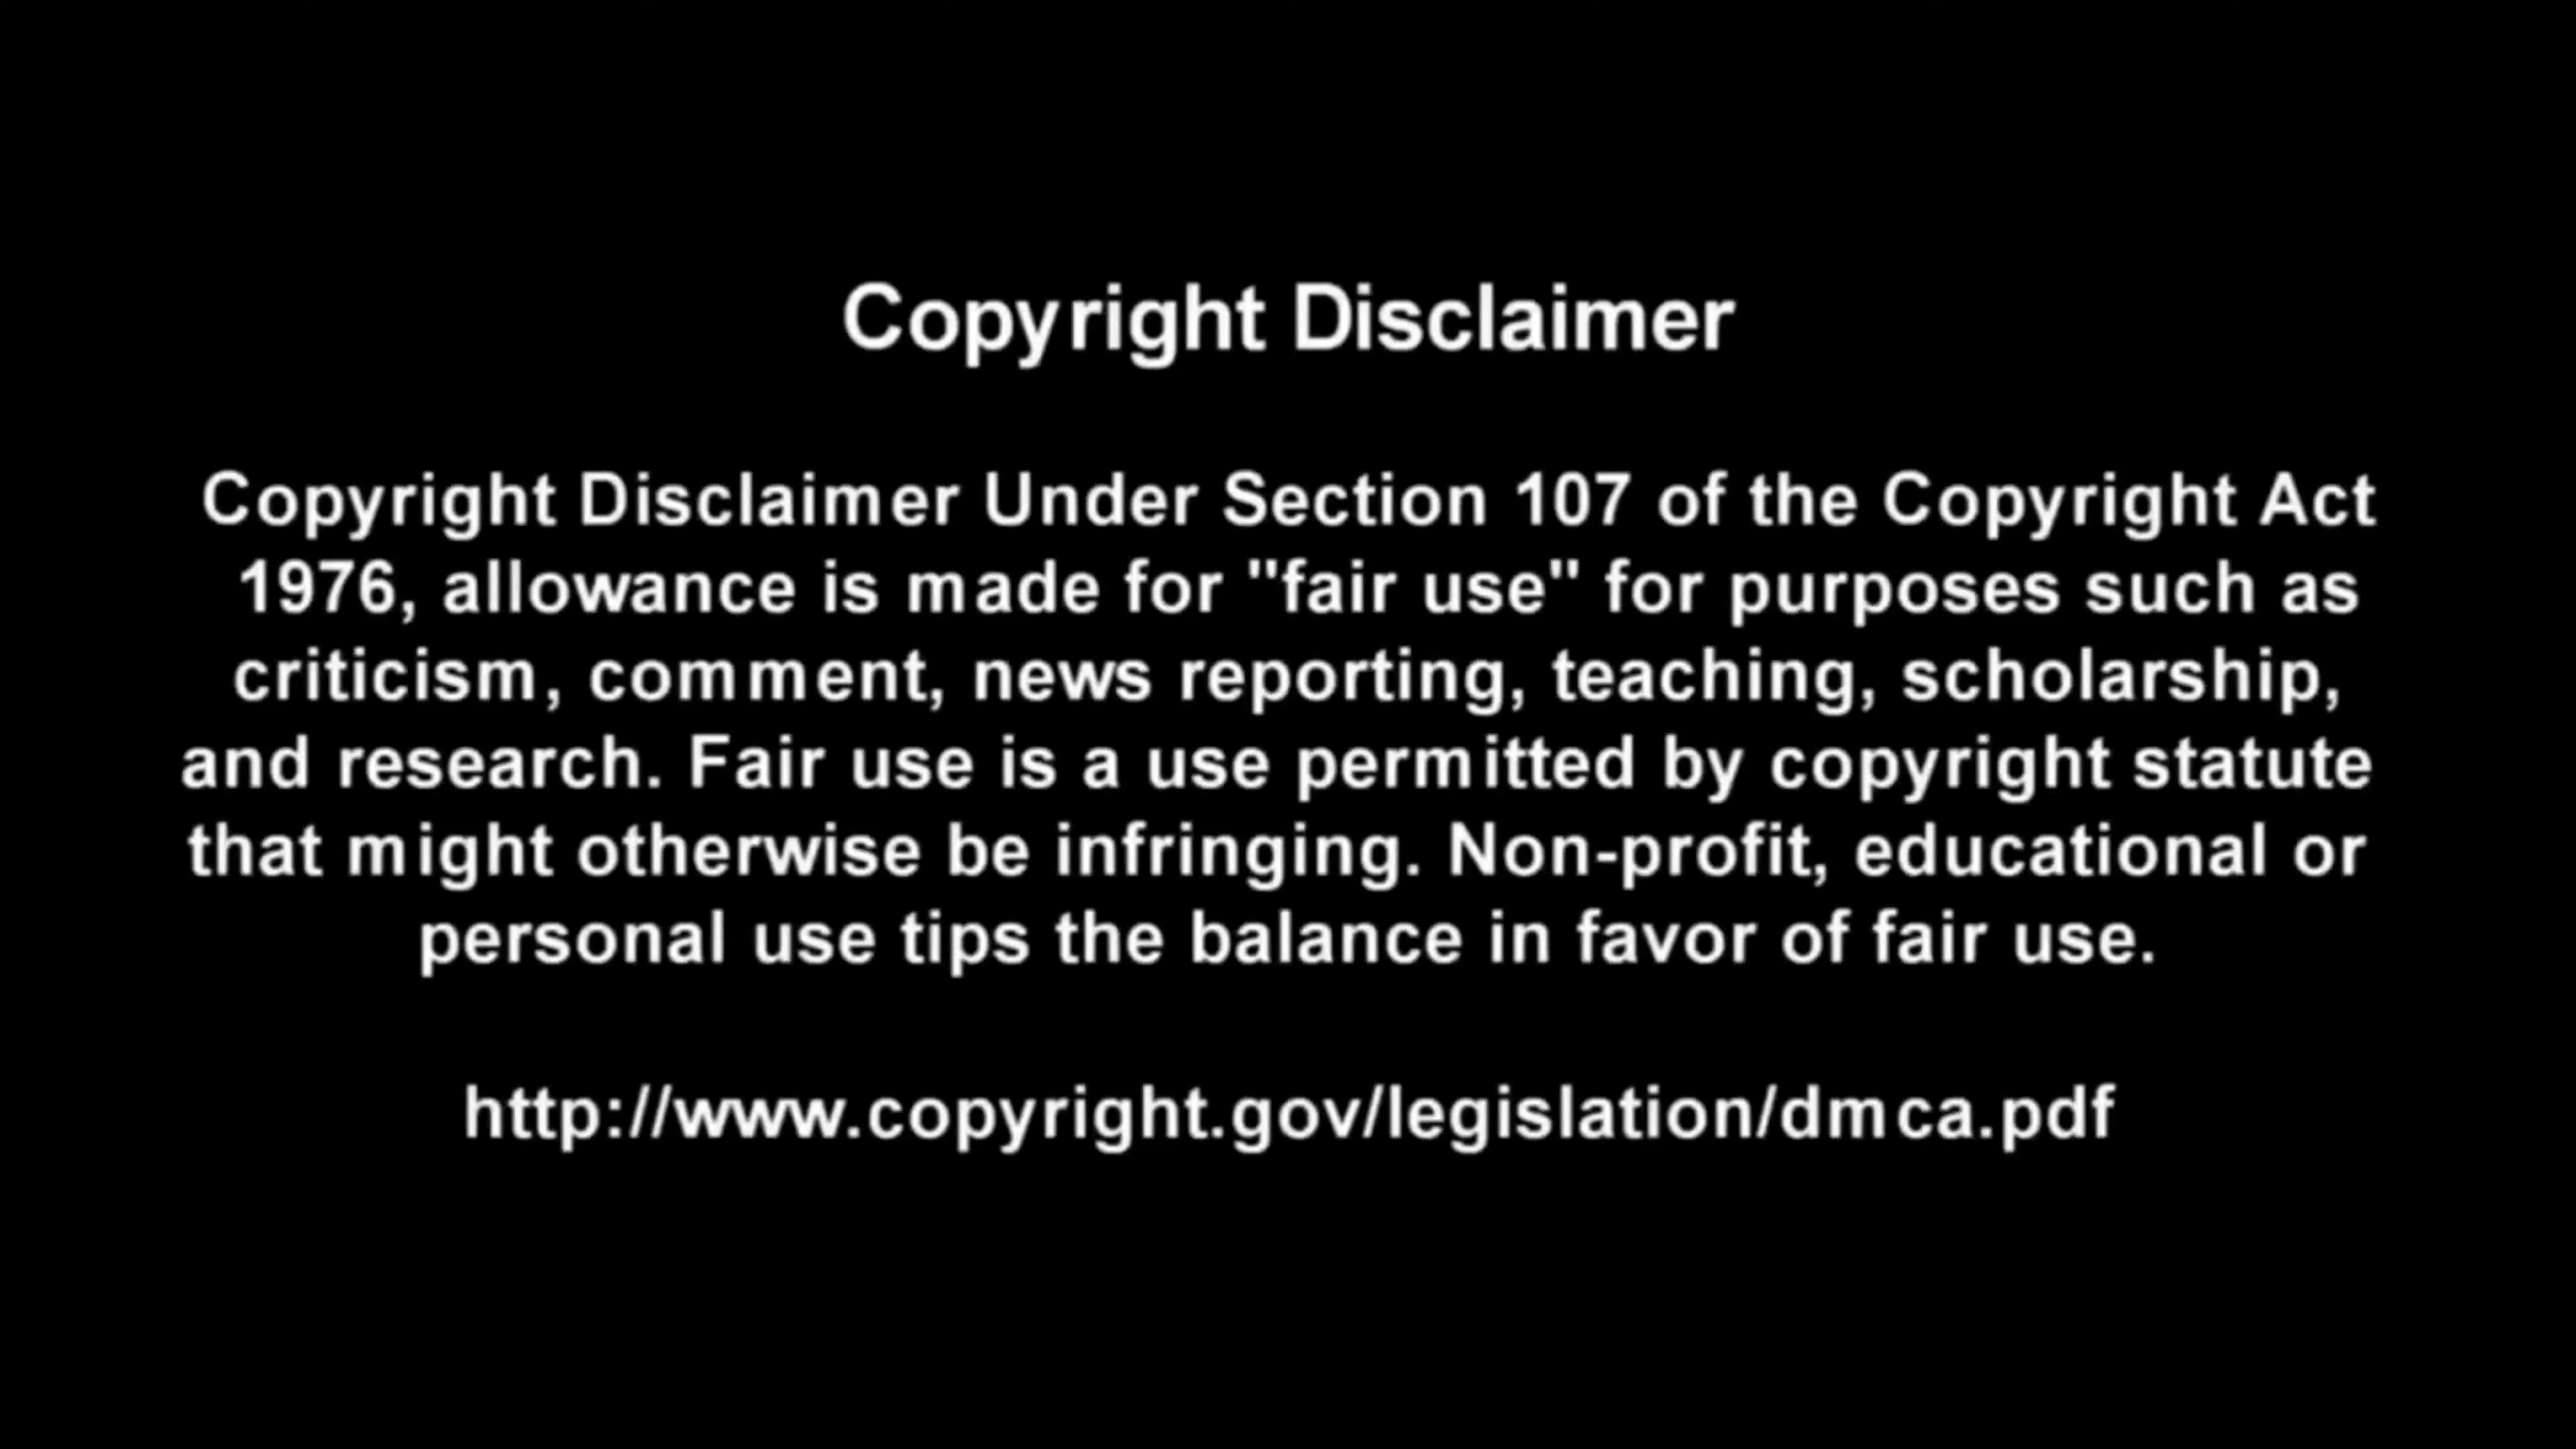 Copyright Disclaimer
Copyright Disclaimer Under Section 107 of the Copyright Act
1976, allowance is made for "fair use" for purposes such as
criticism, comment, news reporting, teaching, scholarship,
and research. Fair use is a use permitted by copyright statute
that might otherwise be infringing. Non-profit, educational or
personal use tips the balance in favor of fair use.
http://www.copyright.gov/legislation/dmca.pdf